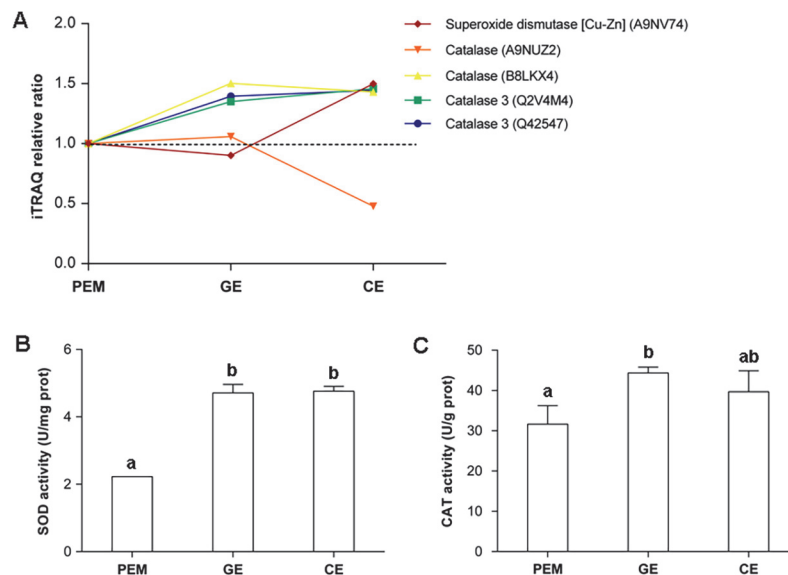 A
2.0
1.5
1.0
0.5
0.0
iTRAQ relative ratio
PEM GE CE
Superoxide dismutase [Cu-Zn] (A9NV74)
Catalase (A9NUZ2)
Catalase (B8LKX4)
Catalase 3 (Q2V4M4)
Catalase 3 (Q42547)
B
6
4
2
0
SOD activity (U/mg prot)
a b b
PEM GE CE
C
50
40
30
20
10
0
CAT activity (U/g prot)
a b ab
PEM GE CE